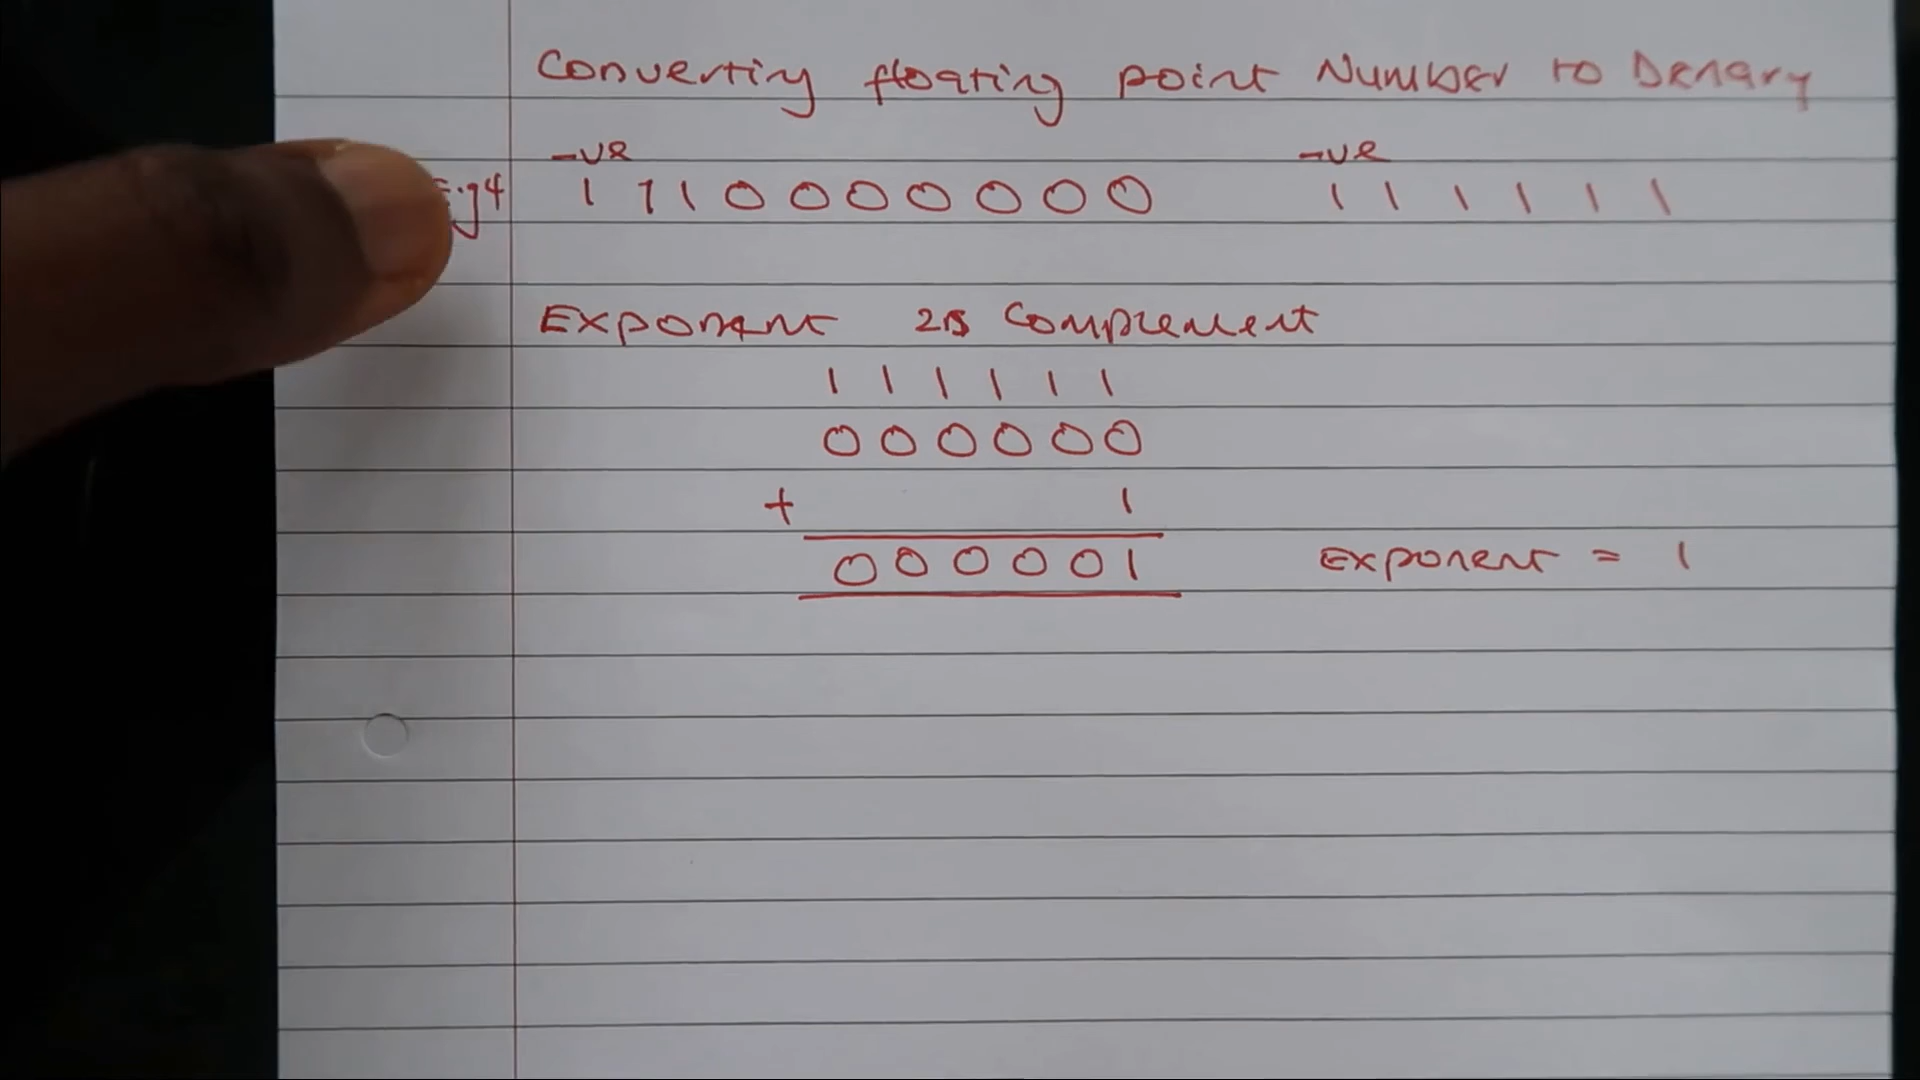 Converting floating point Number to Denary
-ve -ve
E.g 4 1 1 1 0 0 0 0 0 0 0 1 1 1 1 1 1
Exponent 2s Complement
1 1 1 1 1 1
0 0 0 0 0 0
+ 1
0 0 0 0 0 1 Exponent = 1